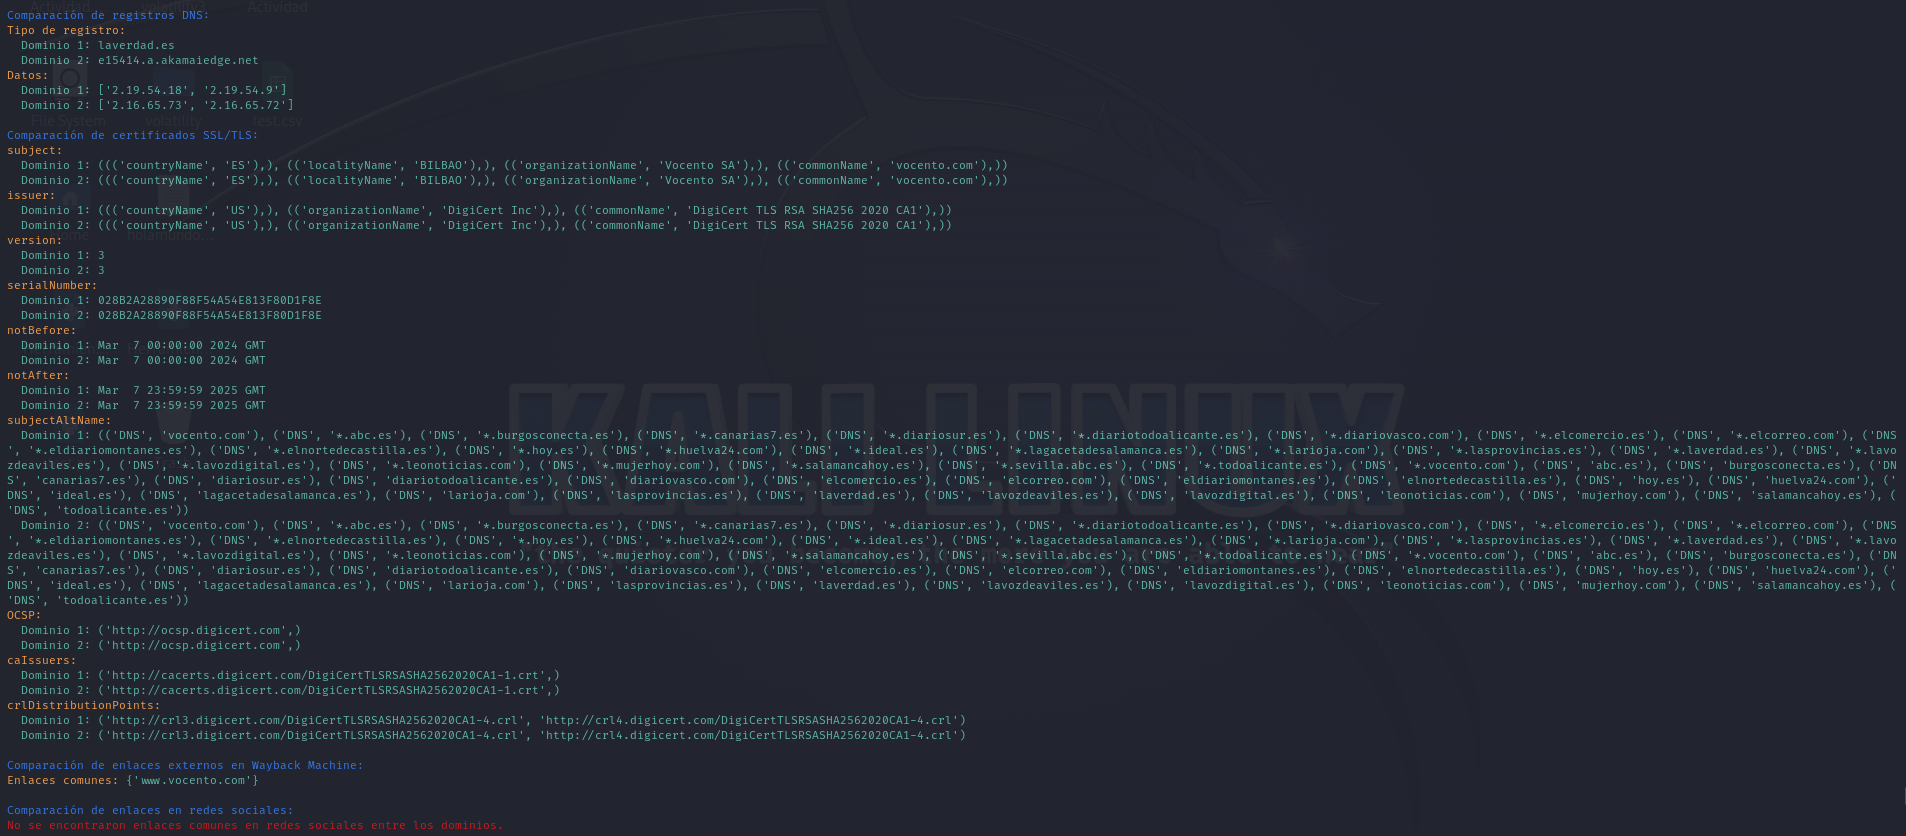 Actividad volatility3 Actividad
Comparación de registros DNS:
Tipo de registro:
  Dominio 1: laverdad.es
  Dominio 2: e15414.a.akamaiedge.net
Datos:
  Dominio 1: ['2.19.54.18', '2.19.54.9']
  Dominio 2: ['2.16.65.73', '2.16.65.72']
File System volatility test.csv
Comparación de certificados SSL/TLS:
subject:
  Dominio 1: ((('countryName', 'ES'),), (('localityName', 'BILBAO'),), (('organizationName', 'Vocento SA'),), (('commonName', 'vocento.com'),))
  Dominio 2: ((('countryName', 'ES'),), (('localityName', 'BILBAO'),), (('organizationName', 'Vocento SA'),), (('commonName', 'vocento.com'),))
issuer:
  Dominio 1: ((('countryName', 'US'),), (('organizationName', 'DigiCert Inc'),), (('commonName', 'DigiCert TLS RSA SHA256 2020 CA1'),))
  Dominio 2: ((('countryName', 'US'),), (('organizationName', 'DigiCert Inc'),), (('commonName', 'DigiCert TLS RSA SHA256 2020 CA1'),))
version:
  Dominio 1: 3
  Dominio 2: 3
serialNumber:
  Dominio 1: 028B2A28890F88F54A54E813F80D1F8E
  Dominio 2: 028B2A28890F88F54A54E813F80D1F8E
notBefore:
  Dominio 1: Mar  7 00:00:00 2024 GMT
  Dominio 2: Mar  7 00:00:00 2024 GMT
notAfter:
  Dominio 1: Mar  7 23:59:59 2025 GMT
  Dominio 2: Mar  7 23:59:59 2025 GMT
KALI LINUX
subjectAltName:
  Dominio 1: (('DNS', 'vocento.com'), ('DNS', '*.abc.es'), ('DNS', '*.burgosconecta.es'), ('DNS', '*.canarias7.es'), ('DNS', '*.diariosur.es'), ('DNS', '*.diariotodoalicante.es'), ('DNS', '*.diariovasco.com'), ('DNS', '*.elcomercio.es'), ('DNS', '*.elcorreo.com'), ('DNS
', '*.eldiariomontanes.es'), ('DNS', '*.elnortedecastilla.es'), ('DNS', '*.hoy.es'), ('DNS', '*.huelva24.com'), ('DNS', '*.ideal.es'), ('DNS', '*.lagacetadesalamanca.es'), ('DNS', '*.larioja.com'), ('DNS', '*.lasprovincias.es'), ('DNS', '*.laverdad.es'), ('DNS', '*.lavo
zdeaviles.es'), ('DNS', '*.lavozdigital.es'), ('DNS', '*.leonoticias.com'), ('DNS', '*.mujerhoy.com'), ('DNS', '*.salamancahoy.es'), ('DNS', '*.sevilla.abc.es'), ('DNS', '*.todoalicante.es'), ('DNS', '*.vocento.com'), ('DNS', 'abc.es'), ('DNS', 'burgosconecta.es'), ('DN
S', 'canarias7.es'), ('DNS', 'diariosur.es'), ('DNS', 'diariotodoalicante.es'), ('DNS', 'diariovasco.com'), ('DNS', 'elcomercio.es'), ('DNS', 'elcorreo.com'), ('DNS', 'eldiariomontanes.es'), ('DNS', 'elnortedecastilla.es'), ('DNS', 'hoy.es'), ('DNS', 'huelva24.com'), ('
DNS', 'ideal.es'), ('DNS', 'lagacetadesalamanca.es'), ('DNS', 'larioja.com'), ('DNS', 'lasprovincias.es'), ('DNS', 'laverdad.es'), ('DNS', 'lavozdeaviles.es'), ('DNS', 'lavozdigital.es'), ('DNS', 'leonoticias.com'), ('DNS', 'mujerhoy.com'), ('DNS', 'salamancahoy.es'), (
'DNS', 'todoalicante.es'))
  Dominio 2: (('DNS', 'vocento.com'), ('DNS', '*.abc.es'), ('DNS', '*.burgosconecta.es'), ('DNS', '*.canarias7.es'), ('DNS', '*.diariosur.es'), ('DNS', '*.diariotodoalicante.es'), ('DNS', '*.diariovasco.com'), ('DNS', '*.elcomercio.es'), ('DNS', '*.elcorreo.com'), ('DNS
', '*.eldiariomontanes.es'), ('DNS', '*.elnortedecastilla.es'), ('DNS', '*.hoy.es'), ('DNS', '*.huelva24.com'), ('DNS', '*.ideal.es'), ('DNS', '*.lagacetadesalamanca.es'), ('DNS', '*.larioja.com'), ('DNS', '*.lasprovincias.es'), ('DNS', '*.laverdad.es'), ('DNS', '*.lavo
zdeaviles.es'), ('DNS', '*.lavozdigital.es'), ('DNS', '*.leonoticias.com'), ('DNS', '*.mujerhoy.com'), ('DNS', '*.salamancahoy.es'), ('DNS', '*.sevilla.abc.es'), ('DNS', '*.todoalicante.es'), ('DNS', '*.vocento.com'), ('DNS', 'abc.es'), ('DNS', 'burgosconecta.es'), ('DN
S', 'canarias7.es'), ('DNS', 'diariosur.es'), ('DNS', 'diariotodoalicante.es'), ('DNS', 'diariovasco.com'), ('DNS', 'elcomercio.es'), ('DNS', 'elcorreo.com'), ('DNS', 'eldiariomontanes.es'), ('DNS', 'elnortedecastilla.es'), ('DNS', 'hoy.es'), ('DNS', 'huelva24.com'), ('
DNS', 'ideal.es'), ('DNS', 'lagacetadesalamanca.es'), ('DNS', 'larioja.com'), ('DNS', 'lasprovincias.es'), ('DNS', 'laverdad.es'), ('DNS', 'lavozdeaviles.es'), ('DNS', 'lavozdigital.es'), ('DNS', 'leonoticias.com'), ('DNS', 'mujerhoy.com'), ('DNS', 'salamancahoy.es'), (
'DNS', 'todoalicante.es'))
OCSP:
  Dominio 1: ('http://ocsp.digicert.com',)
  Dominio 2: ('http://ocsp.digicert.com',)
caIssuers:
  Dominio 1: ('http://cacerts.digicert.com/DigiCertTLSRSASHA2562020CA1-1.crt',)
  Dominio 2: ('http://cacerts.digicert.com/DigiCertTLSRSASHA2562020CA1-1.crt',)
crlDistributionPoints:
  Dominio 1: ('http://crl3.digicert.com/DigiCertTLSRSASHA2562020CA1-4.crl', 'http://crl4.digicert.com/DigiCertTLSRSASHA2562020CA1-4.crl')
  Dominio 2: ('http://crl3.digicert.com/DigiCertTLSRSASHA2562020CA1-4.crl', 'http://crl4.digicert.com/DigiCertTLSRSASHA2562020CA1-4.crl')
Comparación de enlaces externos en Wayback Machine:
Enlaces comunes: {'www.vocento.com'}
Comparación de enlaces en redes sociales:
No se encontraron enlaces comunes en redes sociales entre los dominios.